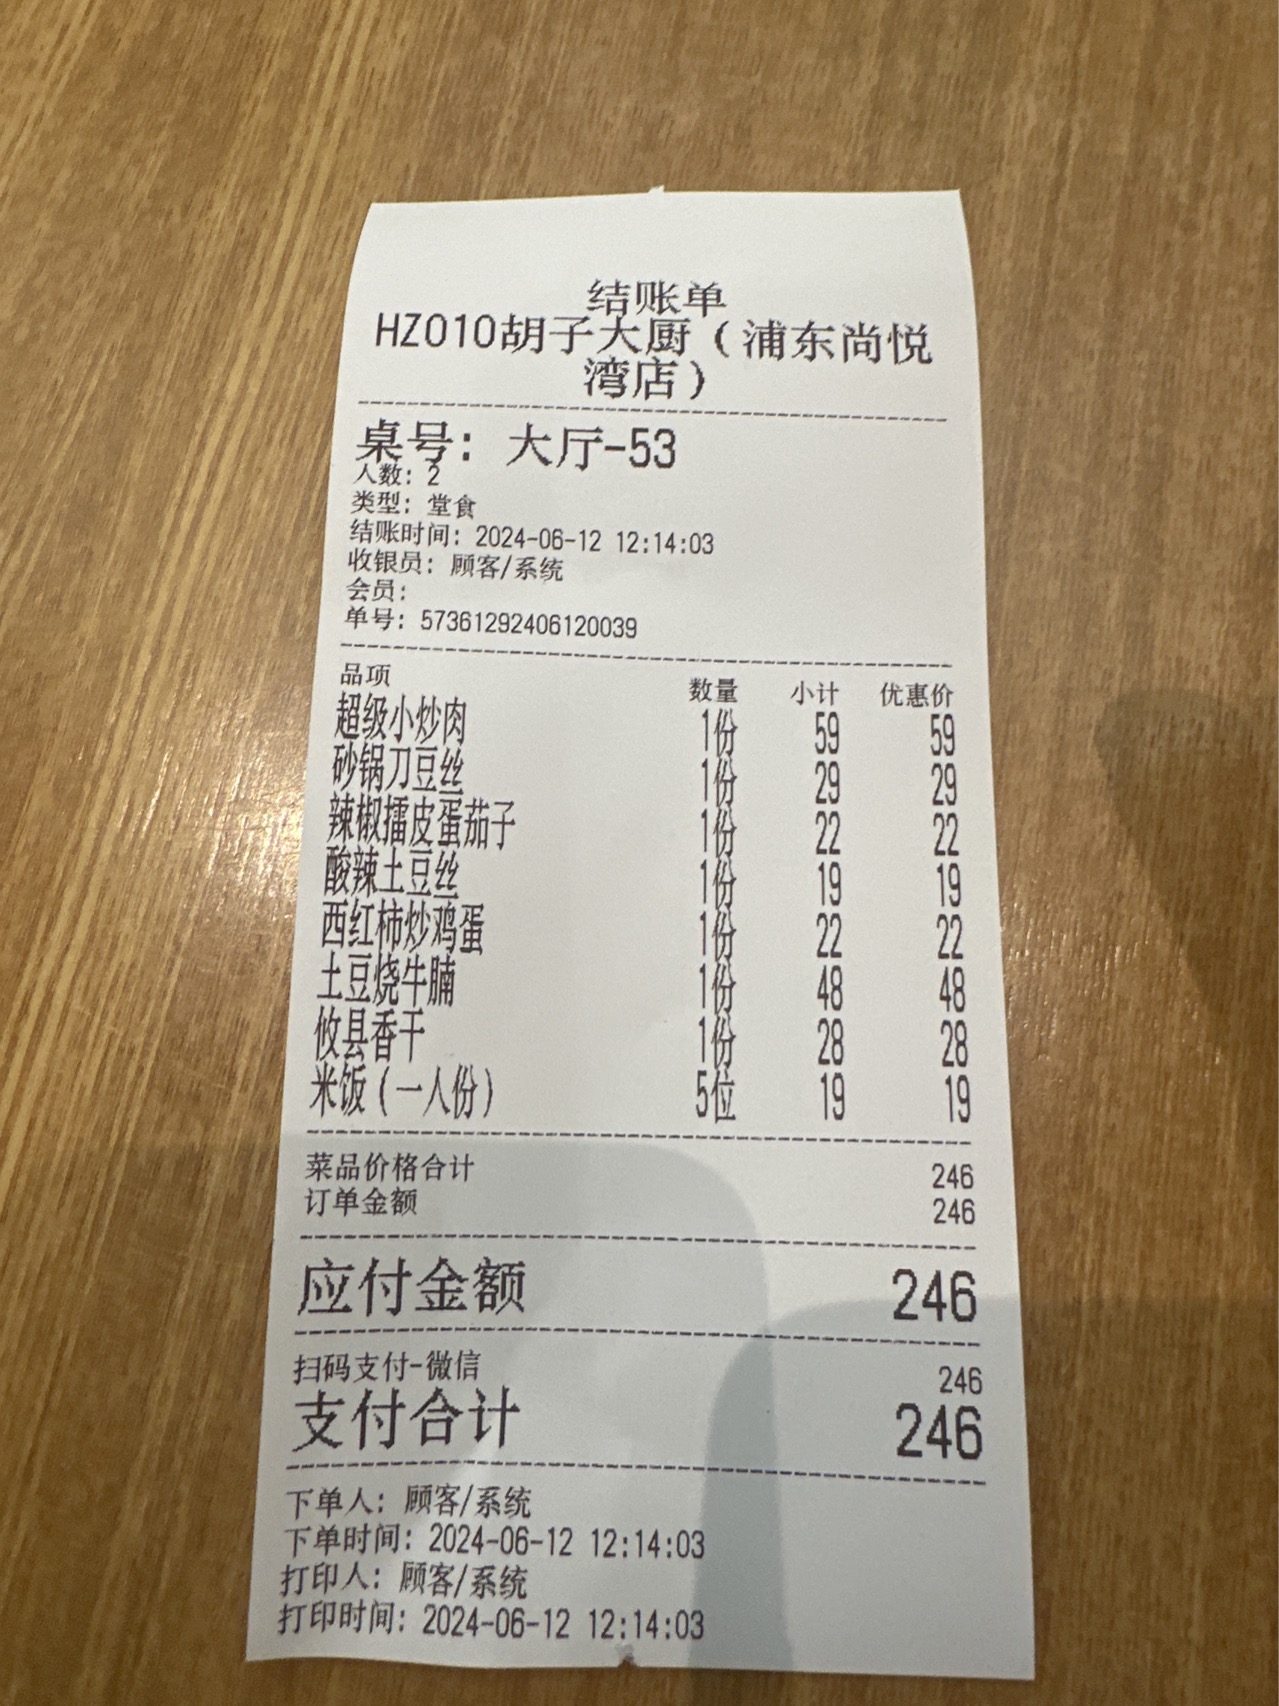 结账单
HZ010胡子大厨（浦东尚悦
湾店）
桌号：大厅-53
人数：2
类型：堂食
结账时间：2024-06-12 12:14:03
收银员：顾客/系统
会员：
单号：57361292406120039
品项 数量 小计 优惠价
超级小炒肉 1份 59 59
砂锅刀豆丝 1份 29 29
辣椒擂皮蛋茄子 1份 22 22
酸辣土豆丝 1份 19 19
西红柿炒鸡蛋 1份 22 22
土豆烧牛腩 1份 48 48
攸县香干 1份 28 28
米饭（一人份） 5位 19 19
菜品价格合计 246
订单金额 246
应付金额 246
扫码支付-微信 246
支付合计 246
下单人：顾客/系统
下单时间：2024-06-12 12:14:03
打印人：顾客/系统
打印时间：2024-06-12 12:14:03